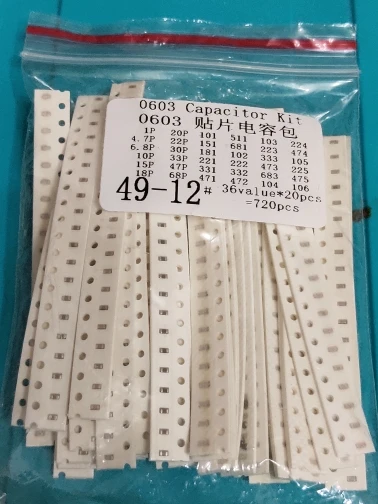 0603 Capacitor Kit
0603 贴片电容包
1P 20P 101 511 103 224
4.7P 22P 151 681 223 474
6.8P 30P 181 102 333 105
10P 33P 221 222 473 225
15P 47P 331 332 683 475
18P 68P 471 472 104 106
49-12# 36value*20pcs
=720pcs